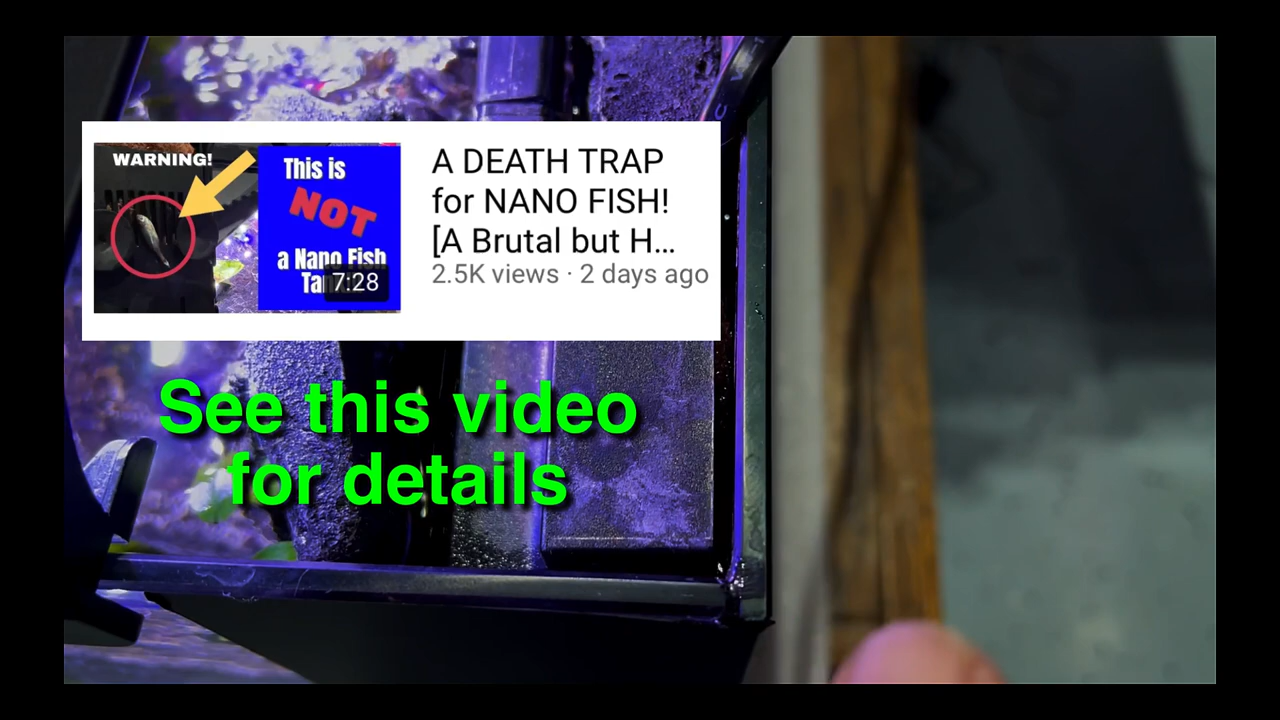 WARNING!
This is
NOT
a Nano Fish
7:28
A DEATH TRAP
for NANO FISH!
[A Brutal but H...
2.5K views · 2 days ago
See this video
for details